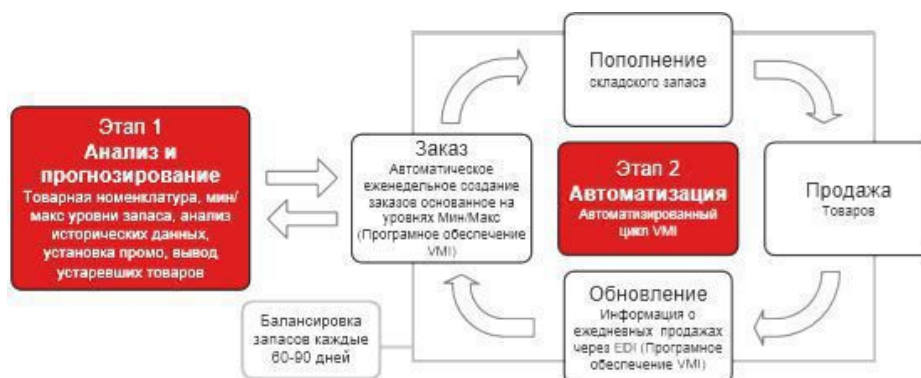 Этап 1
Анализ и
прогнозирование
Товарная номенклатура, мин/
макс уровни запаса, анализ
исторических данных,
установка промо, вывод
устаревших товаров
Заказ
Автоматическое
еженедельное создание
заказов основанное на
уровнях Мин/Макс
(Програмное обеспечение
VMI)
Пополнение
складского запаса
Этап 2
Автоматизация
Автоматизированный
цикл VMI
Продажа
Товаров
Обновление
Информация о
ежедневных продажах
через EDI (Програмное
обеспечение VMI)
Балансировка
запасов каждые
60-90 дней